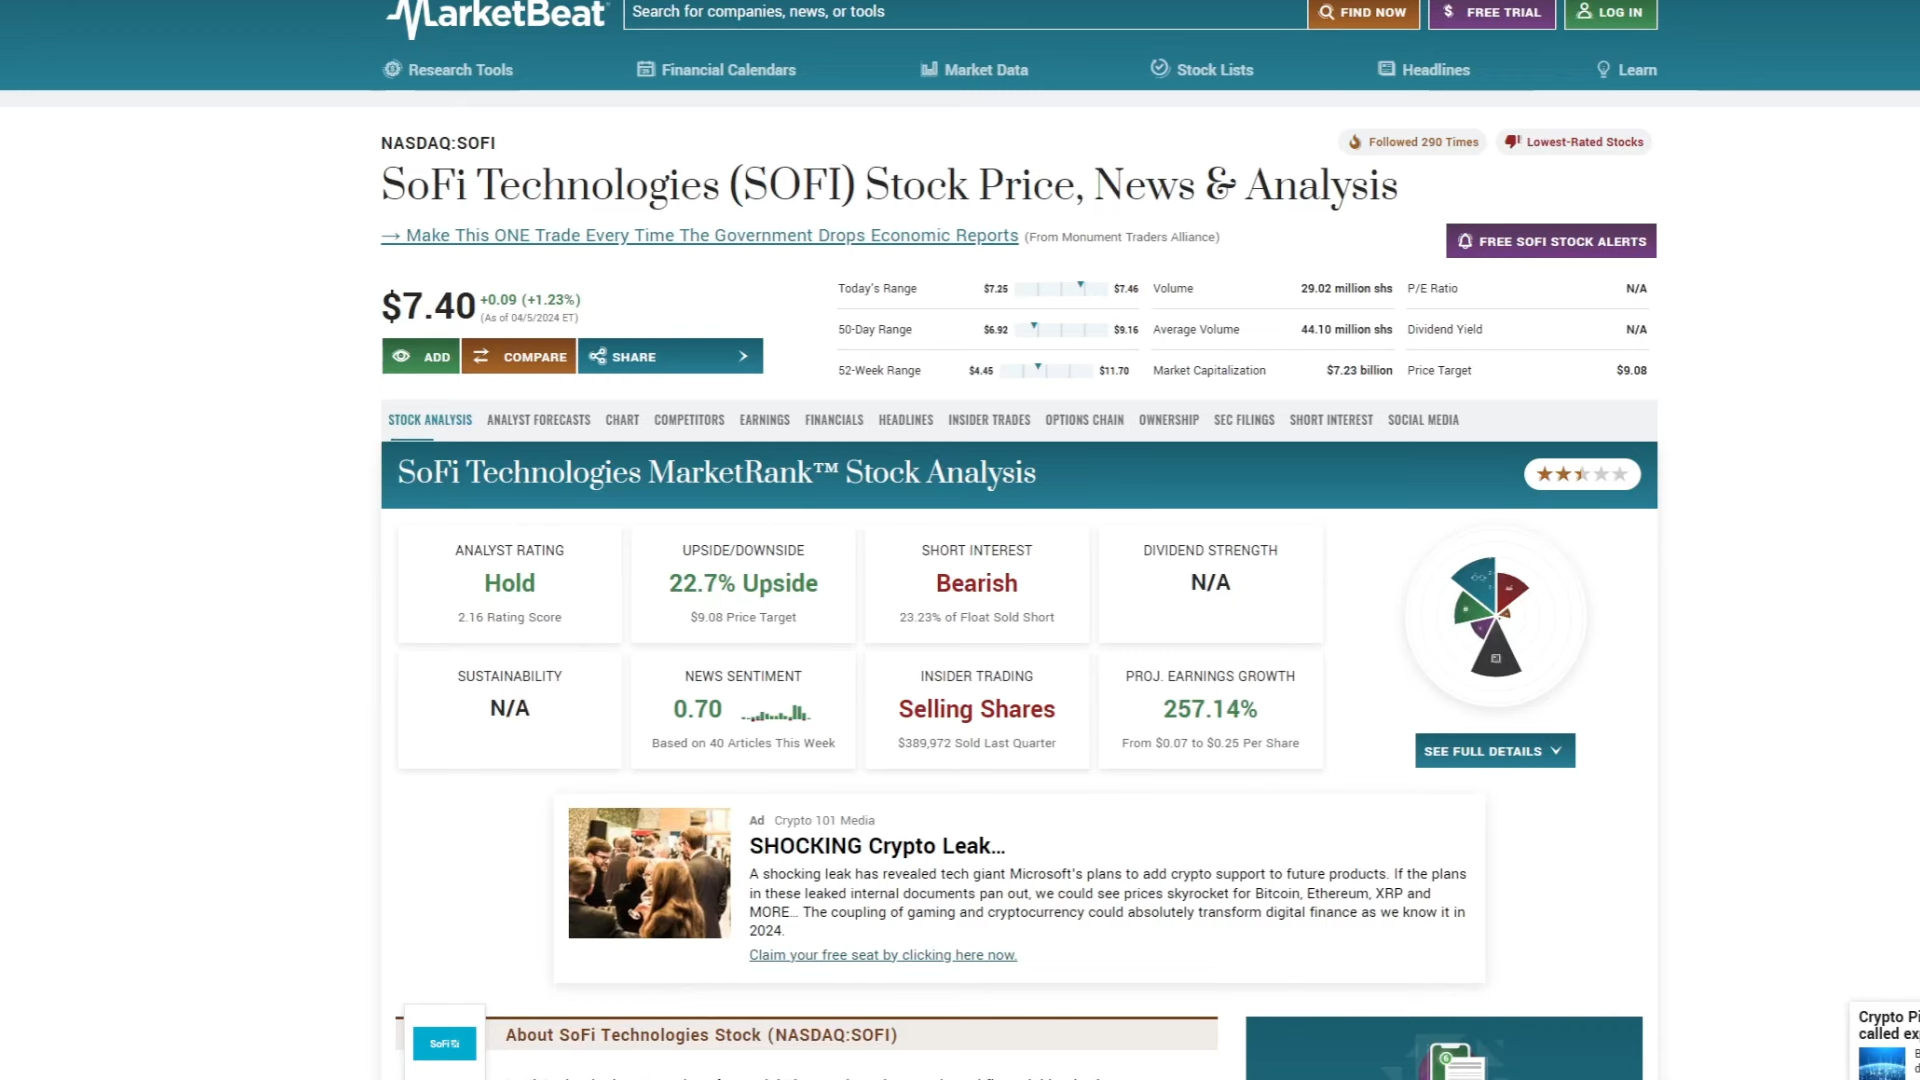 MarketBeat
Search for companies, news, or tools
FIND NOW
FREE TRIAL
LOG IN
Research Tools
Financial Calendars
Market Data
Stock Lists
Headlines
Learn
NASDAQ:SOFI
Followed 290 Times
Lowest-Rated Stocks
SoFi Technologies (SOFI) Stock Price, News & Analysis
→ Make This ONE Trade Every Time The Government Drops Economic Reports (From Monument Traders Alliance)
FREE SOFI STOCK ALERTS
$7.40 +0.09 (+1.23%)
(As of 04/5/2024 ET)
ADD
COMPARE
SHARE
Today's Range $7.25 $7.46
50-Day Range $6.92 $9.16
52-Week Range $4.45 $11.70
Volume 29.02 million shs
Average Volume 44.10 million shs
Market Capitalization $7.23 billion
P/E Ratio N/A
Dividend Yield N/A
Price Target $9.08
STOCK ANALYSIS ANALYST FORECASTS CHART COMPETITORS EARNINGS FINANCIALS HEADLINES INSIDER TRADES OPTIONS CHAIN OWNERSHIP SEC FILINGS SHORT INTEREST SOCIAL MEDIA
SoFi Technologies MarketRank™ Stock Analysis
ANALYST RATING
Hold
2.16 Rating Score
UPSIDE/DOWNSIDE
22.7% Upside
$9.08 Price Target
SHORT INTEREST
Bearish
23.23% of Float Sold Short
DIVIDEND STRENGTH
N/A
SUSTAINABILITY
N/A
NEWS SENTIMENT
0.70
Based on 40 Articles This Week
INSIDER TRADING
Selling Shares
$389,972 Sold Last Quarter
PROJ. EARNINGS GROWTH
257.14%
From $0.07 to $0.25 Per Share
SEE FULL DETAILS
Ad Crypto 101 Media
SHOCKING Crypto Leak...
A shocking leak has revealed tech giant Microsoft's plans to add crypto support to future products. If the plans
in these leaked internal documents pan out, we could see prices skyrocket for Bitcoin, Ethereum, XRP and
MORE... The coupling of gaming and cryptocurrency could absolutely transform digital finance as we know it in
2024.
Claim your free seat by clicking here now.
SoFi
About SoFi Technologies Stock (NASDAQ:SOFI)
Crypto Pi
called ex